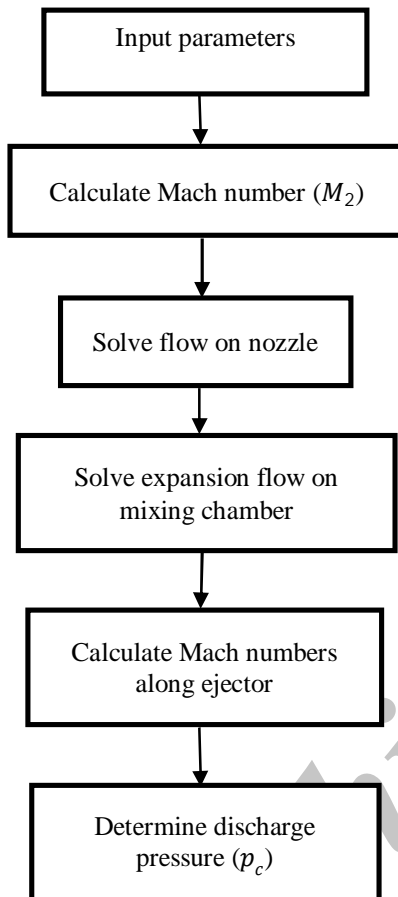 Input parameters
Calculate Mach number (M₂)
Solve flow on nozzle
Solve expansion flow on
mixing chamber
Calculate Mach numbers
along ejector
Determine discharge
pressure (p_c)